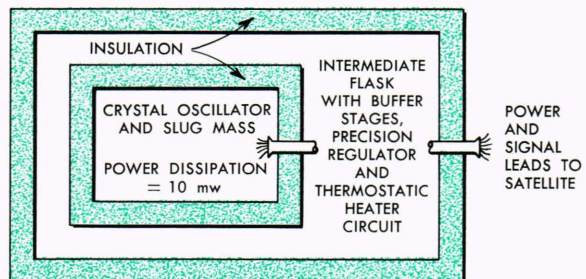 INSULATION
CRYSTAL OSCILLATOR
AND SLUG MASS
POWER DISSIPATION
= 10 mw
INTERMEDIATE
FLASK
WITH BUFFER
STAGES,
PRECISION
REGULATOR
AND
THERMOSTATIC
HEATER
CIRCUIT
POWER
AND
SIGNAL
LEADS TO
SATELLITE